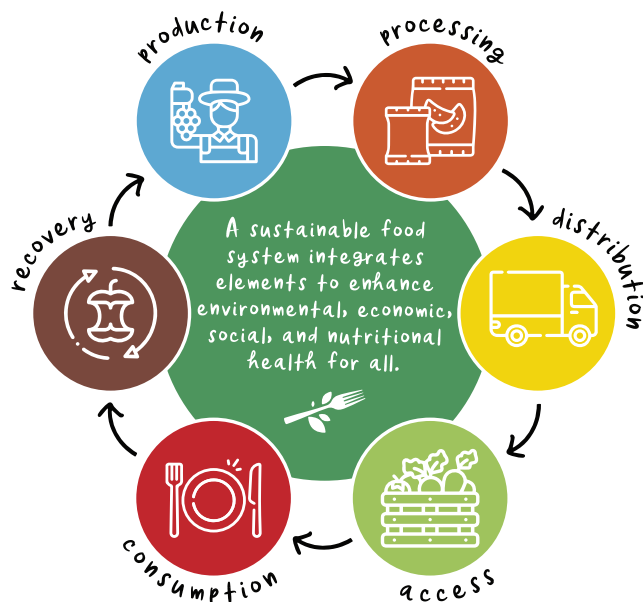 production
processing
distribution
access
consumption
recovery
A sustainable food
system integrates
elements to enhance
environmental, economic,
social, and nutritional
health for all.